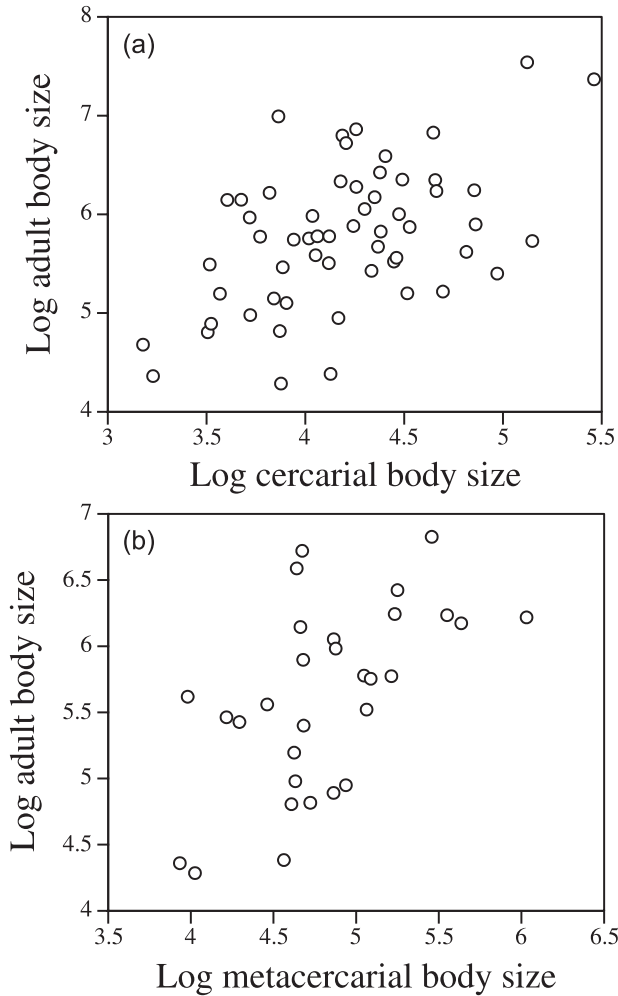 (a)
8
7
6
5
4
Log adult body size
3 3.5 4 4.5 5 5.5
Log cercarial body size
(b)
7
6.5
6
5.5
5
4.5
4
Log adult body size
3.5 4 4.5 5 5.5 6 6.5
Log metacercarial body size